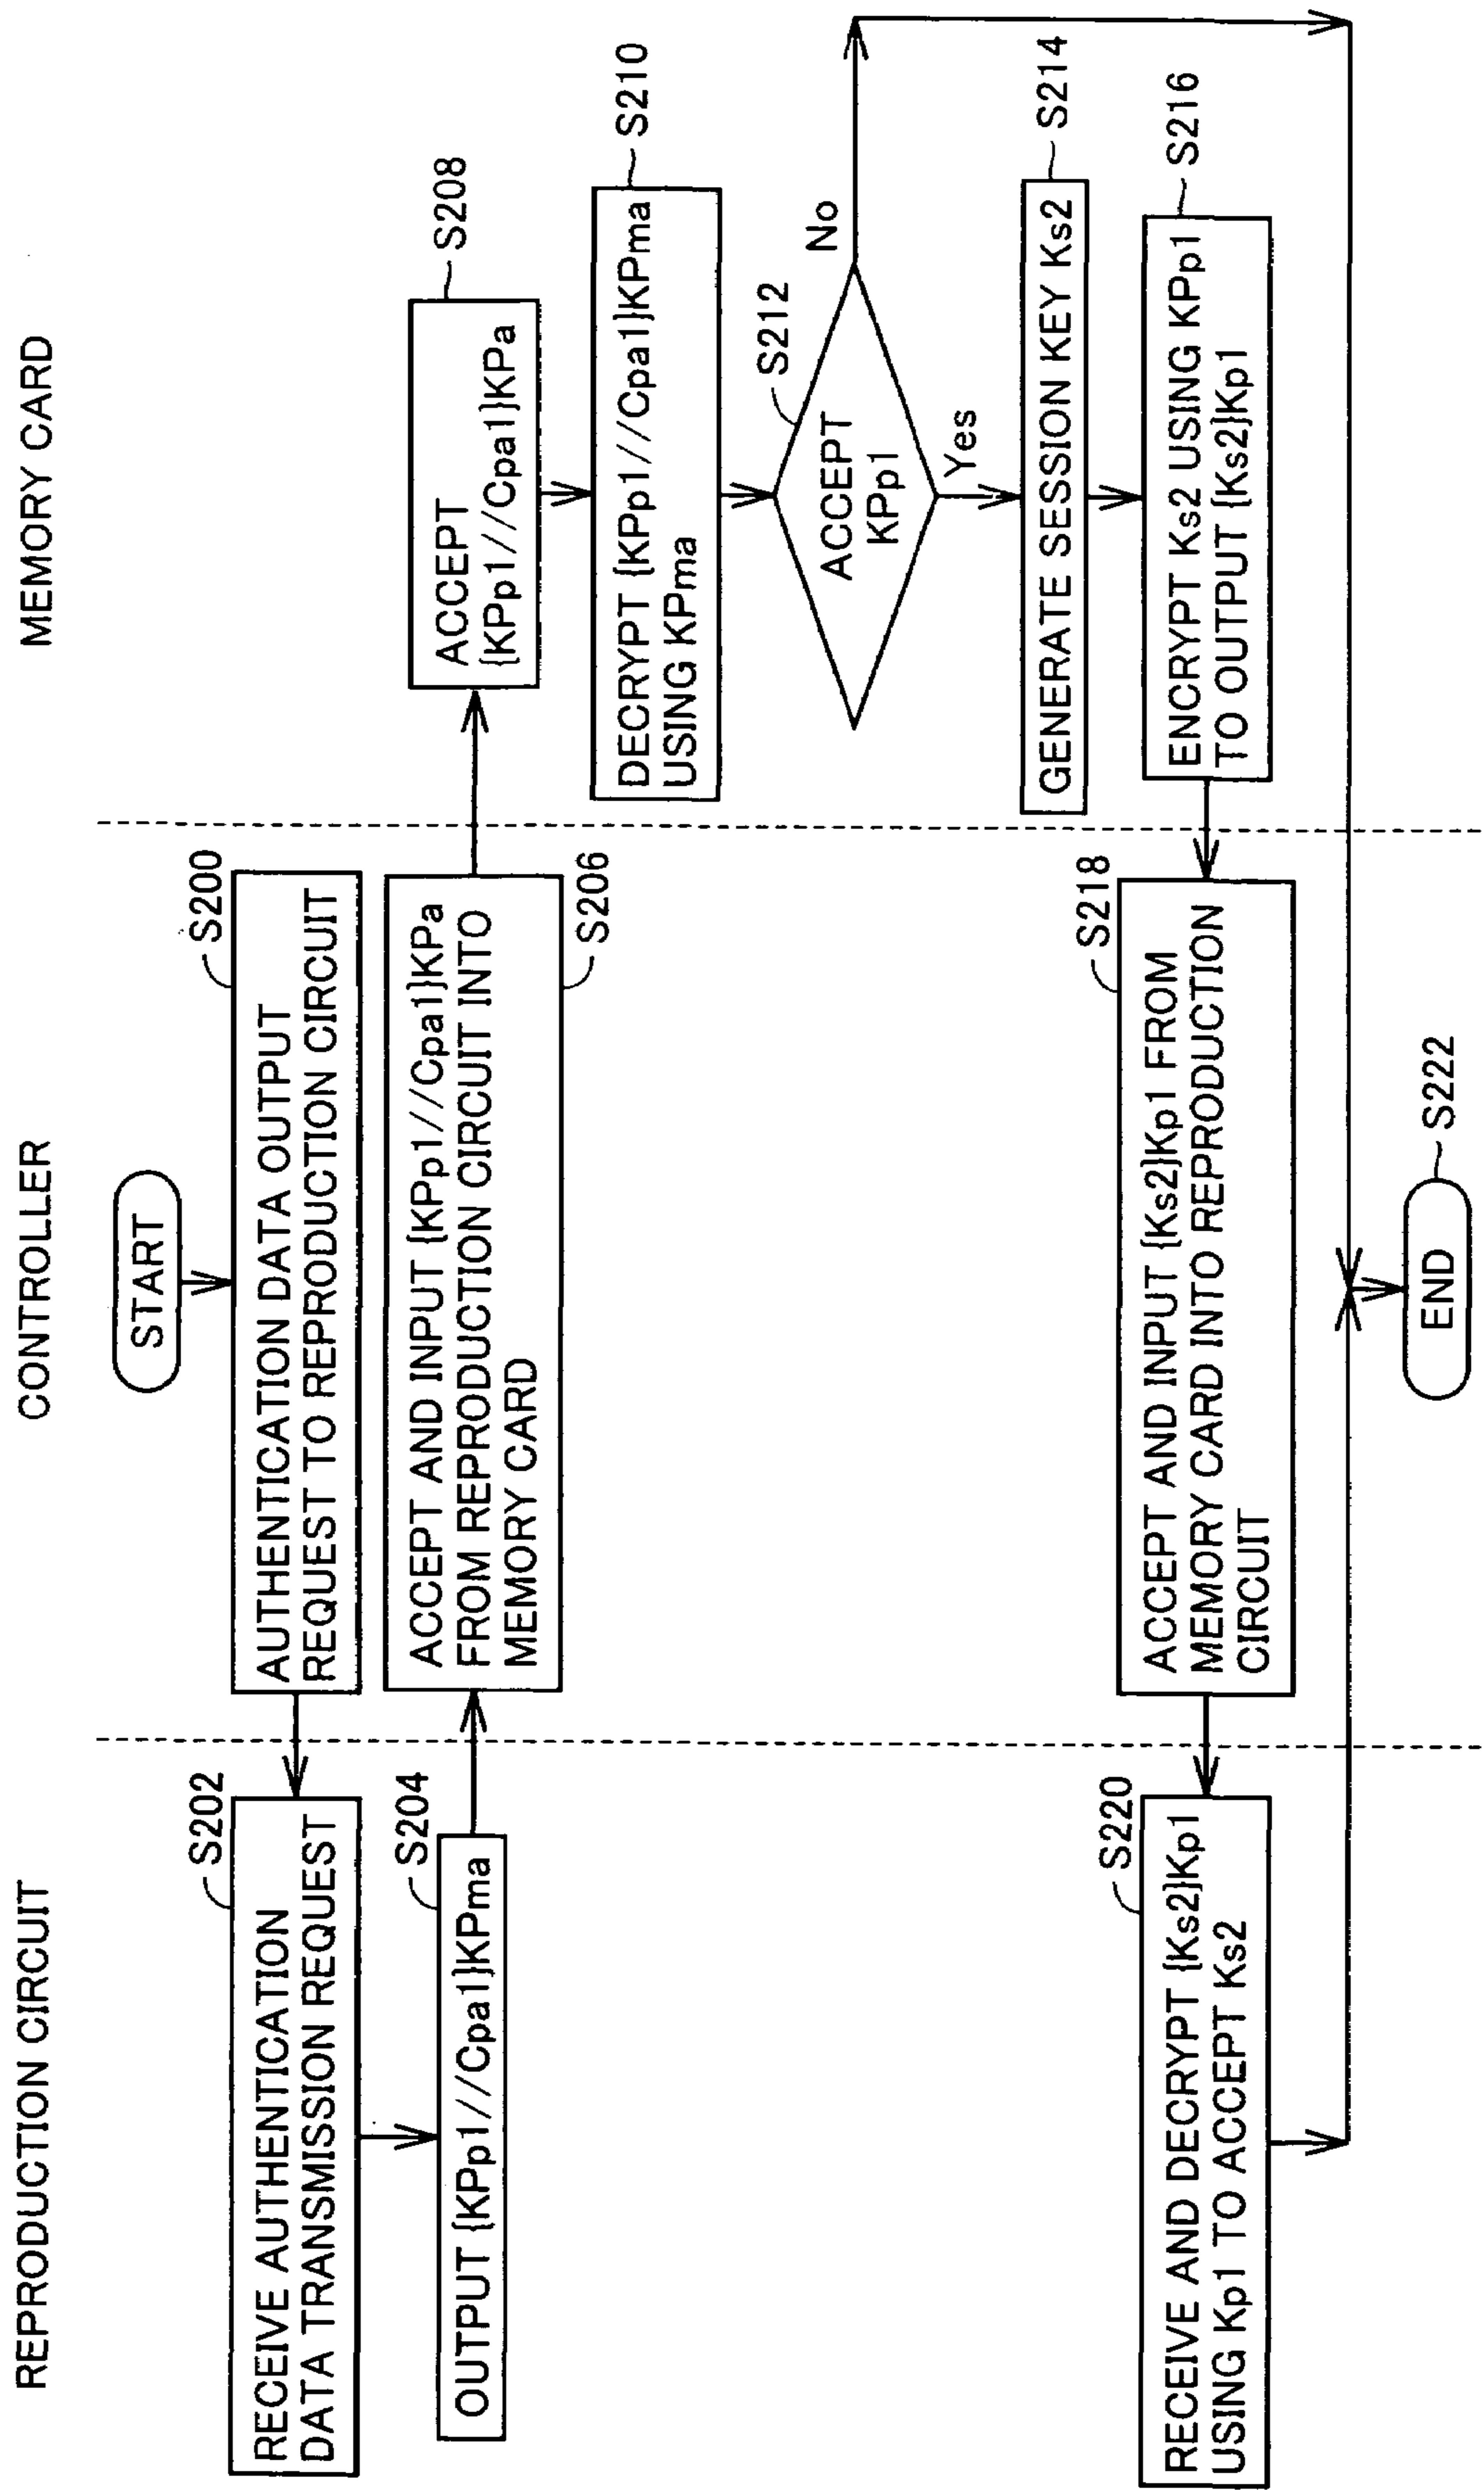 REPRODUCTION CIRCUIT
CONTROLLER
MEMORY CARD
START
S200
AUTHENTICATION DATA OUTPUT
REQUEST TO REPRODUCTION CIRCUIT
S202
RECEIVE AUTHENTICATION
DATA TRANSMISSION REQUEST
S204
OUTPUT {KPp1//Cpa1}KPma
S206
ACCEPT AND INPUT {KPp1//Cpa1}KPa
FROM REPRODUCTION CIRCUIT INTO
MEMORY CARD
S208
ACCEPT
{KPp1//Cpa1}KPa
S210
DECRYPT {KPp1//Cpa1}KPma
USING KPma
S212
ACCEPT
KPp1
No
Yes
S214
GENERATE SESSION KEY Ks2
S216
ENCRYPT Ks2 USING KPp1
TO OUTPUT {Ks2}Kp1
S218
ACCEPT AND INPUT {Ks2}Kp1 FROM
MEMORY CARD INTO REPRODUCTION
CIRCUIT
S220
RECEIVE AND DECRYPT {Ks2}Kp1
USING Kp1 TO ACCEPT Ks2
S222
END